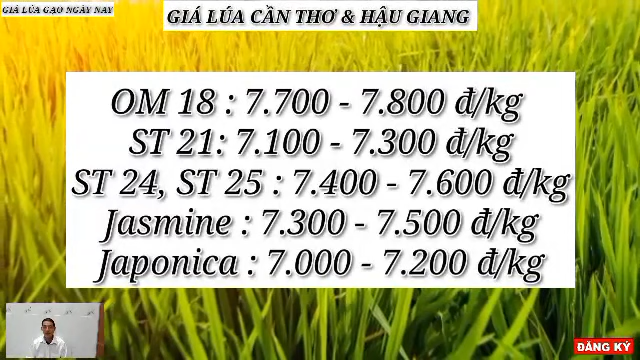 GIÁ LÚA GẠO NGÀY NAY
GIÁ LÚA CẦN THƠ & HẬU GIANG
OM 18 : 7.700 - 7.800 đ/kg
ST 21: 7.100 - 7.300 đ/kg
ST 24, ST 25 : 7.400 - 7.600 đ/kg
Jasmine : 7.300 - 7.500 đ/kg
Japonica : 7.000 - 7.200 đ/kg
ĐĂNG KÝ